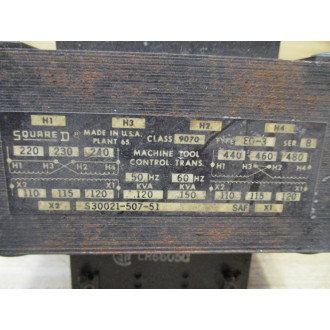 H1 H3 H2 H4
SQUARE D MADE IN U.S.A. CLASS 9070 TYPE EO-3 SER B
PLANT 65
220 230 240 MACHINE TOOL 440 460 480
CONTROL TRANS.
H1 H3 H2 H4 H1 H3 H2 H4
50 HZ 60 HZ
X2 X1 KVA KVA X2 X1
110 115 120 .120 .150 110 115 120
X2 S30021-507-51 SAF X1